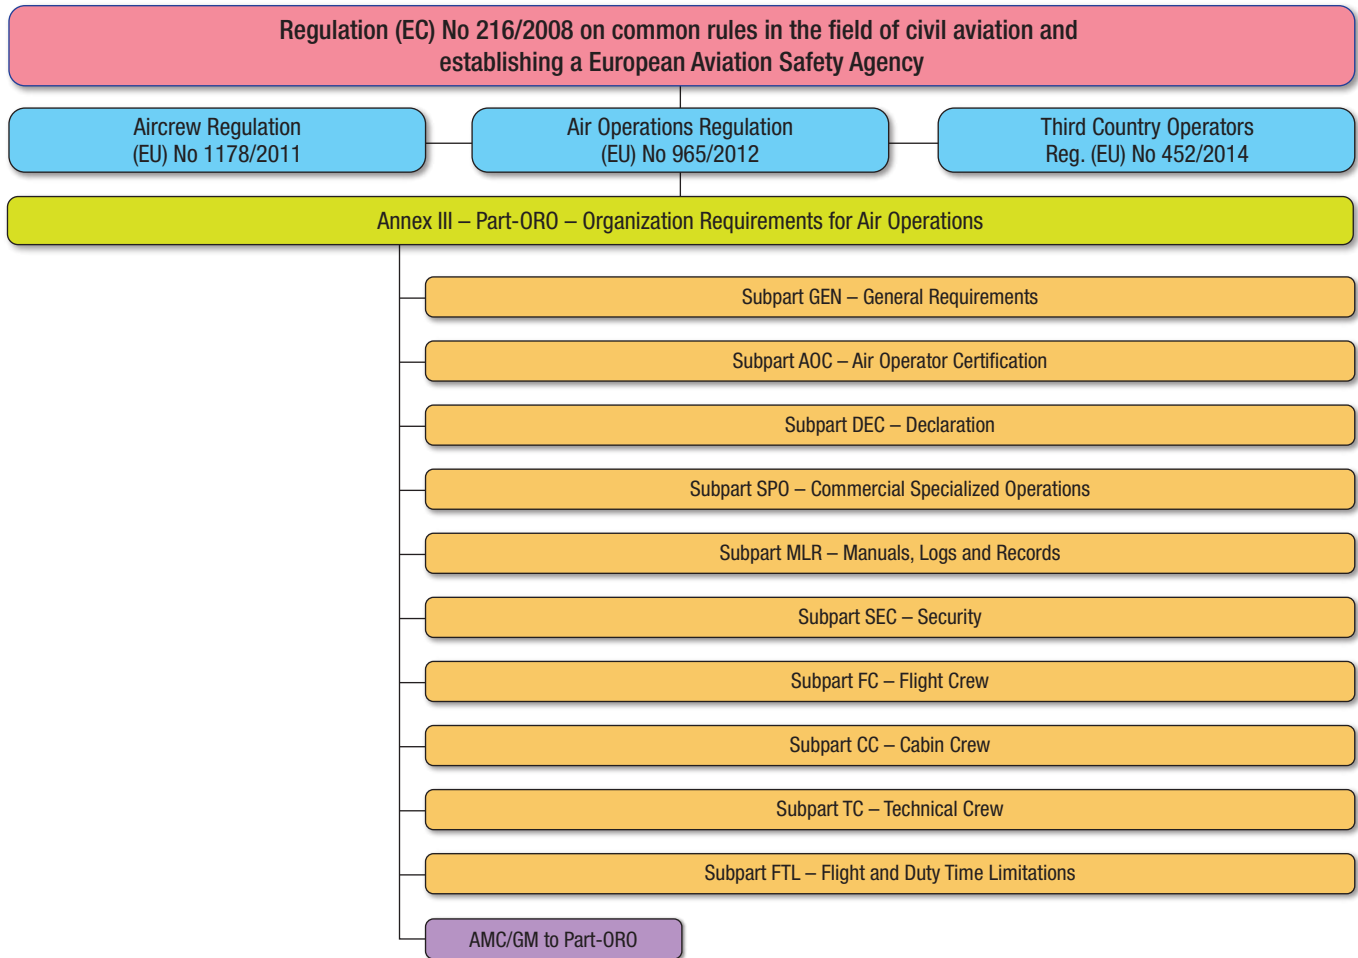 Regulation (EC) No 216/2008 on common rules in the field of civil aviation and
establishing a European Aviation Safety Agency
Aircrew Regulation
(EU) No 1178/2011
Air Operations Regulation
(EU) No 965/2012
Third Country Operators
Reg. (EU) No 452/2014
Annex III – Part-ORO – Organization Requirements for Air Operations
Subpart GEN – General Requirements
Subpart AOC – Air Operator Certification
Subpart DEC – Declaration
Subpart SPO – Commercial Specialized Operations
Subpart MLR – Manuals, Logs and Records
Subpart SEC – Security
Subpart FC – Flight Crew
Subpart CC – Cabin Crew
Subpart TC – Technical Crew
Subpart FTL – Flight and Duty Time Limitations
AMC/GM to Part-ORO